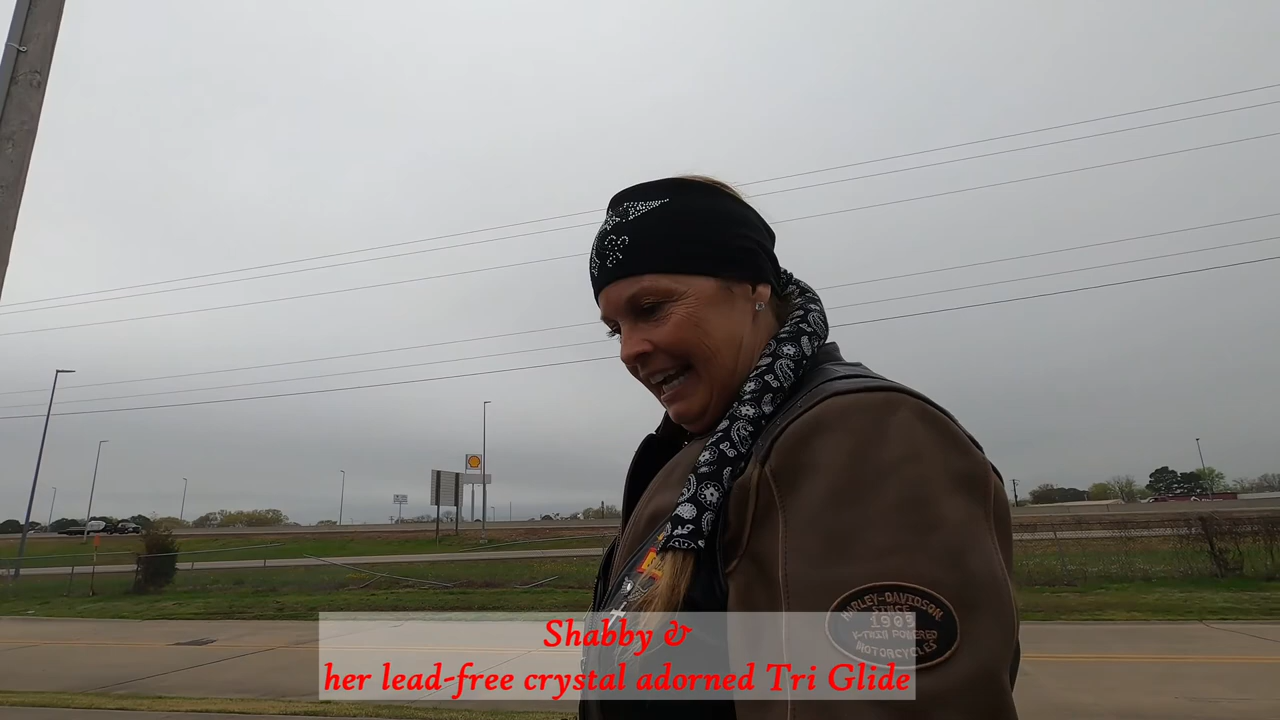 HARLEY-DAVIDSON
SINCE
1903
V-TWIN POWERED
MOTORCYCLES
Shabby &
her lead-free crystal adorned Tri Glide